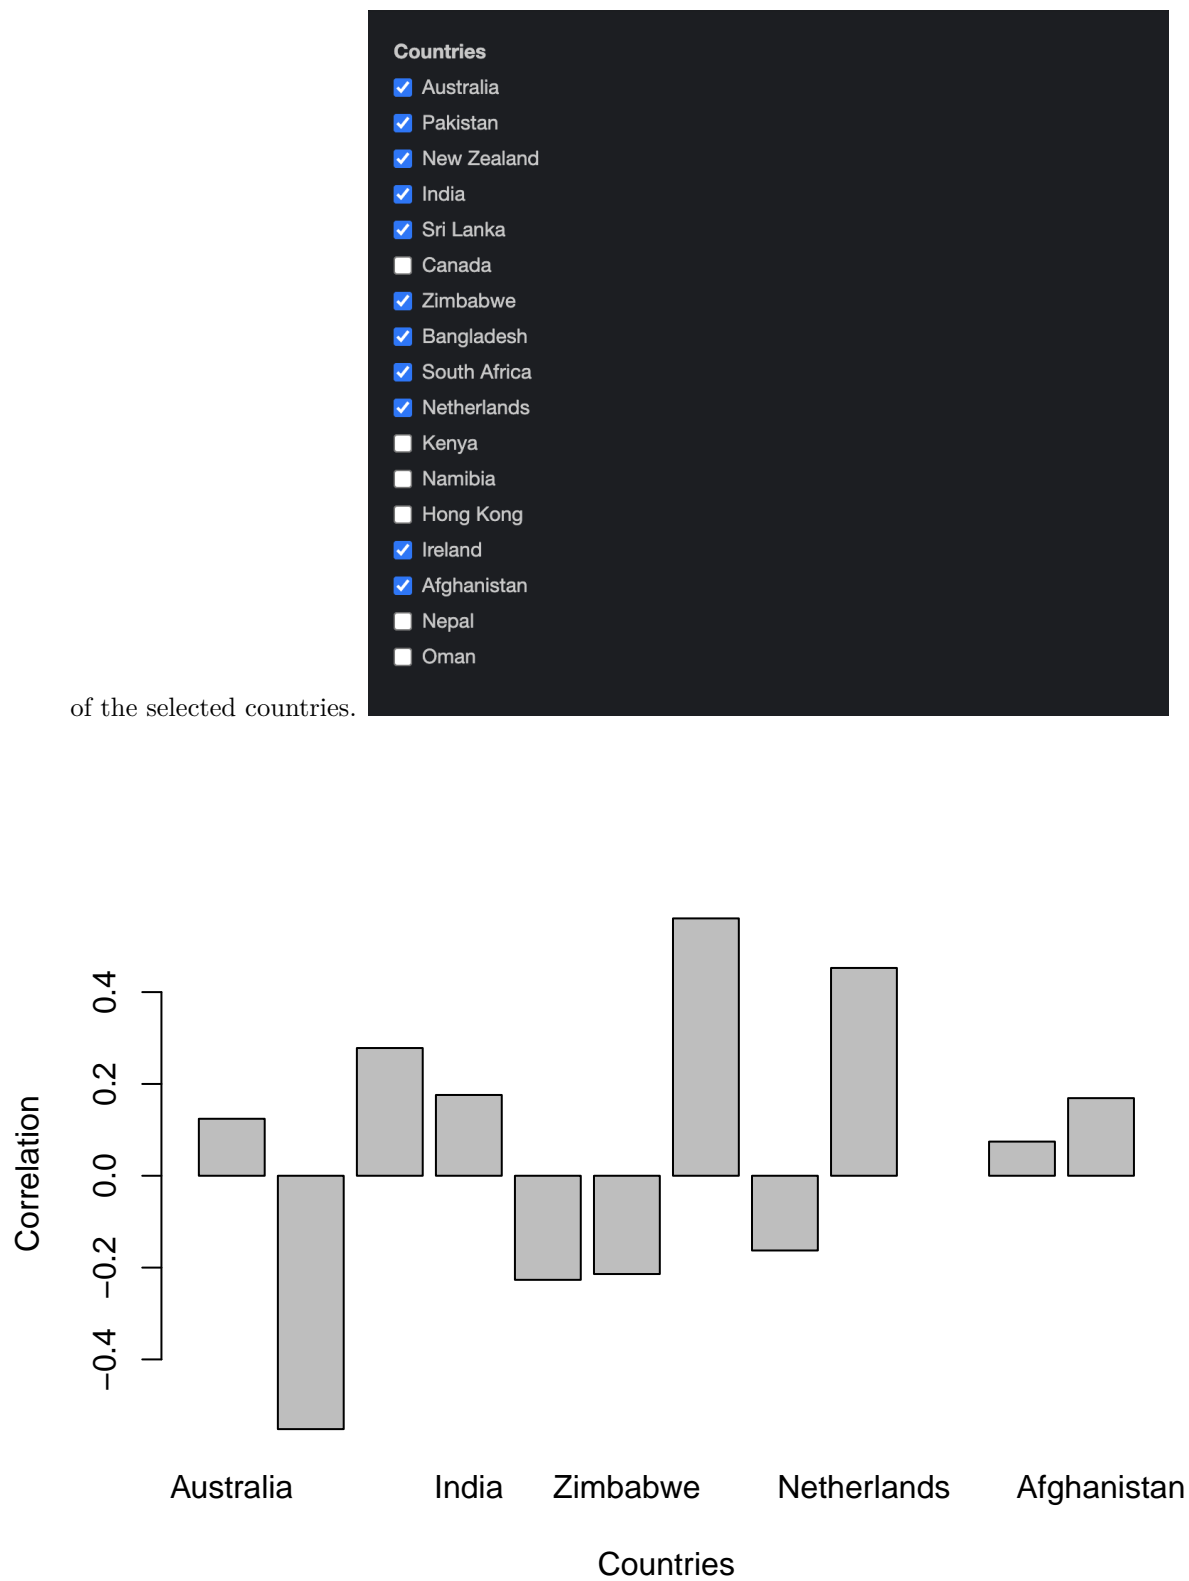 Countries
Australia
Pakistan
New Zealand
India
Sri Lanka
Canada
Zimbabwe
Bangladesh
South Africa
Netherlands
Kenya
Namibia
Hong Kong
Ireland
Afghanistan
Nepal
Oman
of the selected countries.
0.4
0.2
0.0
−0.2
−0.4
Correlation
Australia India Zimbabwe Netherlands Afghanistan
Countries